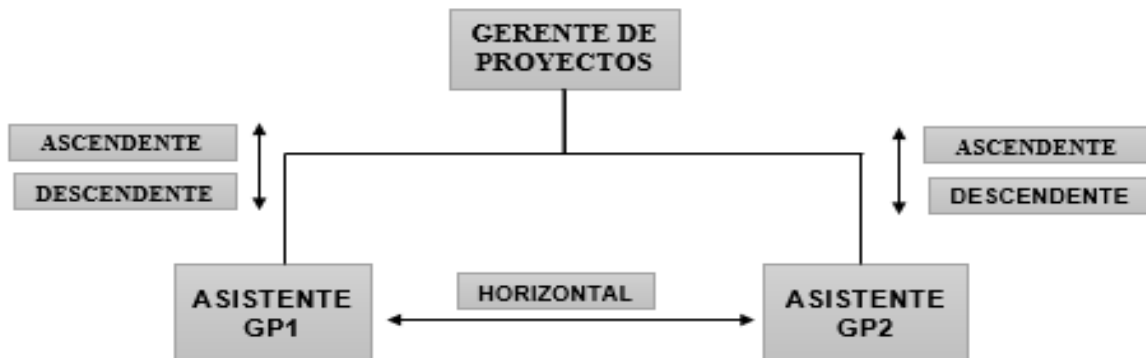 GERENTE DE
PROYECTOS
ASCENDENTE
DESCENDENTE
ASCENDENTE
DESCENDENTE
ASISTENTE
GP1
HORIZONTAL
ASISTENTE
GP2